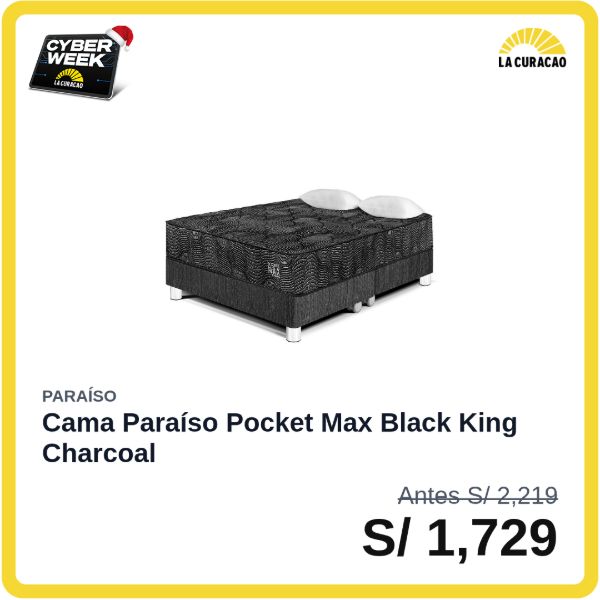 CYBER
WEEK
LA CURACAO
LA CURACAO
PARAÍSO
Cama Paraíso Pocket Max Black King
Charcoal
Antes S/ 2,219
S/ 1,729